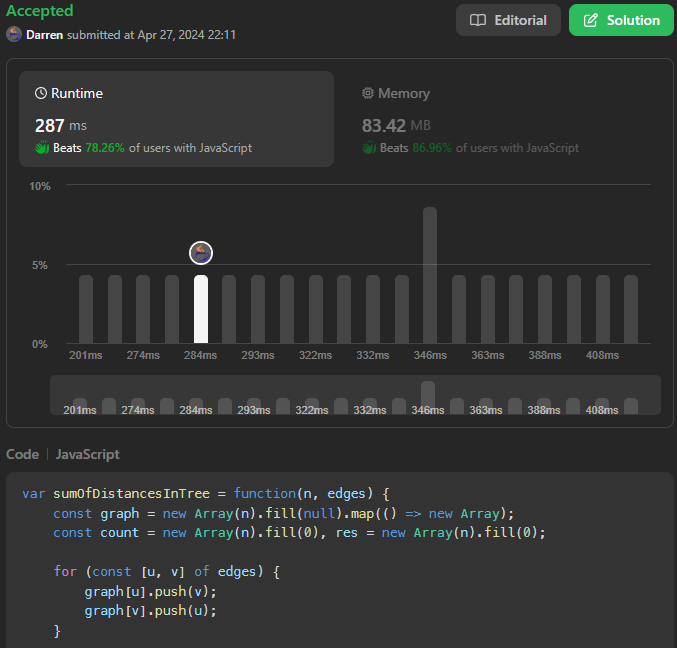 Accepted
Editorial
Solution
Darren submitted at Apr 27, 2024 22:11
Runtime
287 ms
Beats 78.26% of users with JavaScript
Memory
83.42 MB
Beats 86.96% of users with JavaScript
10%
5%
0%
201ms 274ms 284ms 293ms 322ms 332ms 346ms 363ms 388ms 408ms
201ms 274ms 284ms 293ms 322ms 332ms 346ms 363ms 388ms 408ms
Code | JavaScript
var sumOfDistancesInTree = function(n, edges) {
    const graph = new Array(n).fill(null).map(() => new Array);
    const count = new Array(n).fill(0), res = new Array(n).fill(0);
    for (const [u, v] of edges) {
        graph[u].push(v);
        graph[v].push(u);
    }